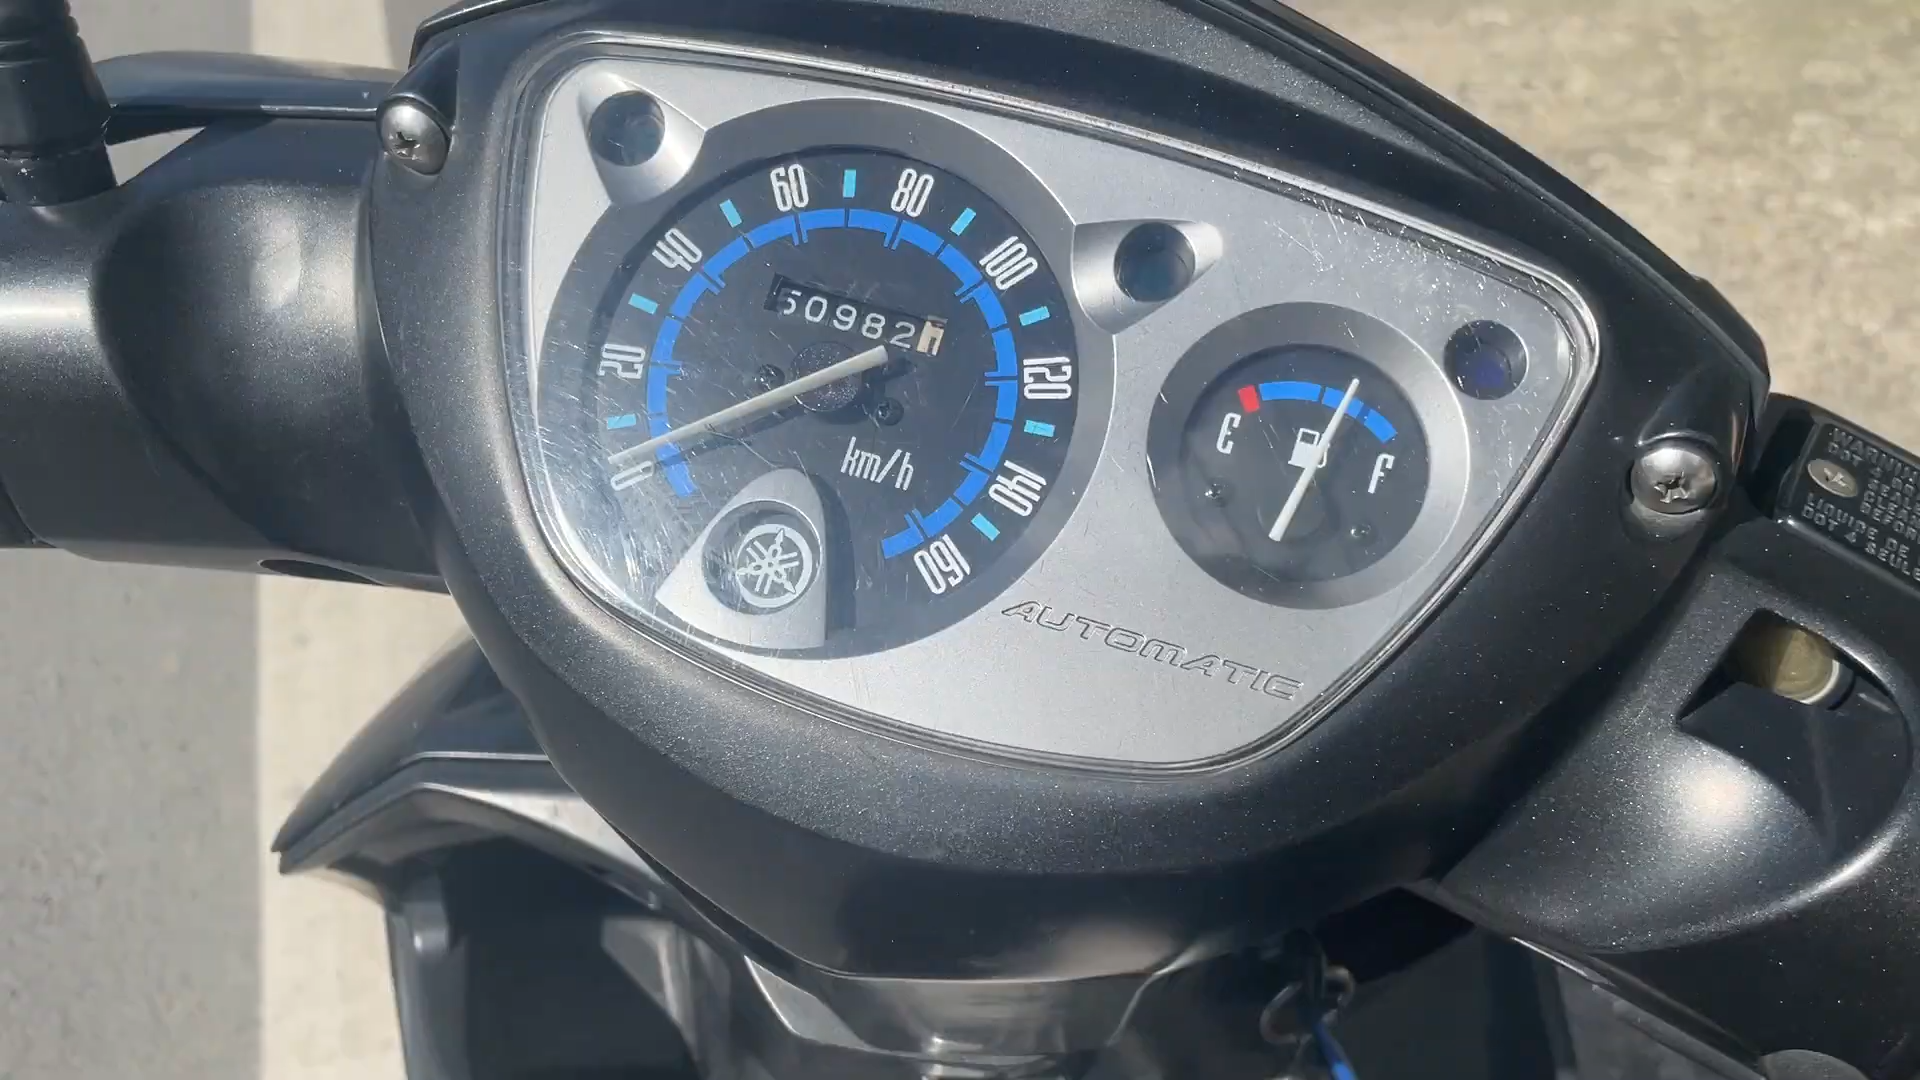 60
80
40
100
20
120
0
km/h
140
160
E
F
AUTOMATIC
WARNING
DOT 4
LIQUIDE DE
DOT 4 SEULE